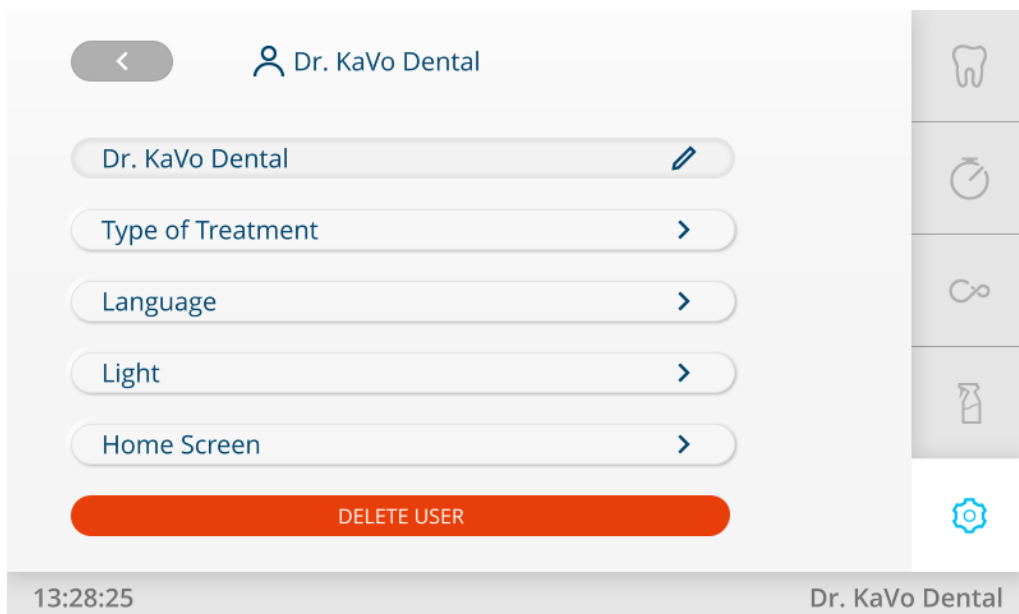 Dr. KaVo Dental
Dr. KaVo Dental
Type of Treatment
Language
Light
Home Screen
DELETE USER
13:28:25
Dr. KaVo Dental